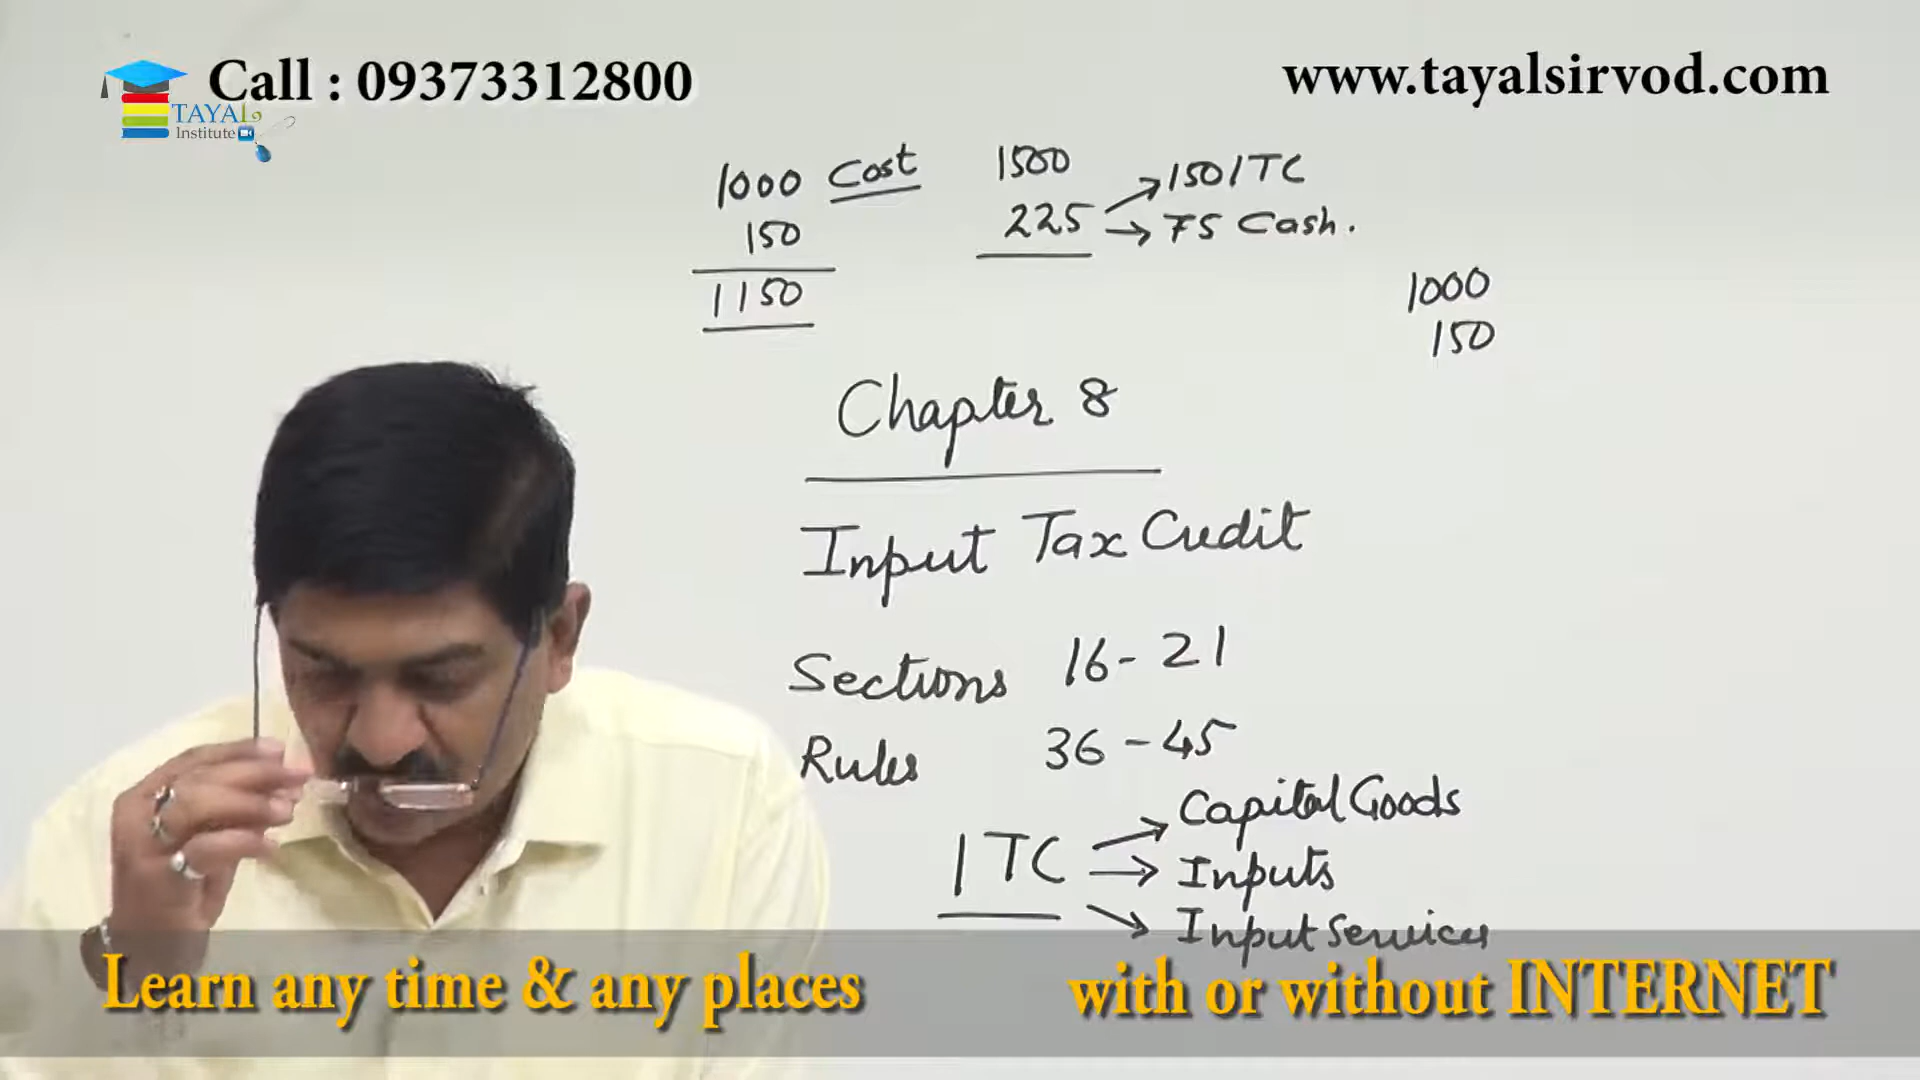 Call : 09373312800
www.tayalsirvod.com
TAYAL
Institute
1000 Cost
150
1150
1500
225 → 150 ITC
→ 75 Cash.
1000
150
Chapter 8
Input Tax Credit
Sections 16-21
Rules 36-45
ITC → Capital Goods
→ Inputs
→ Input Services
Learn any time & any places
with or without INTERNET